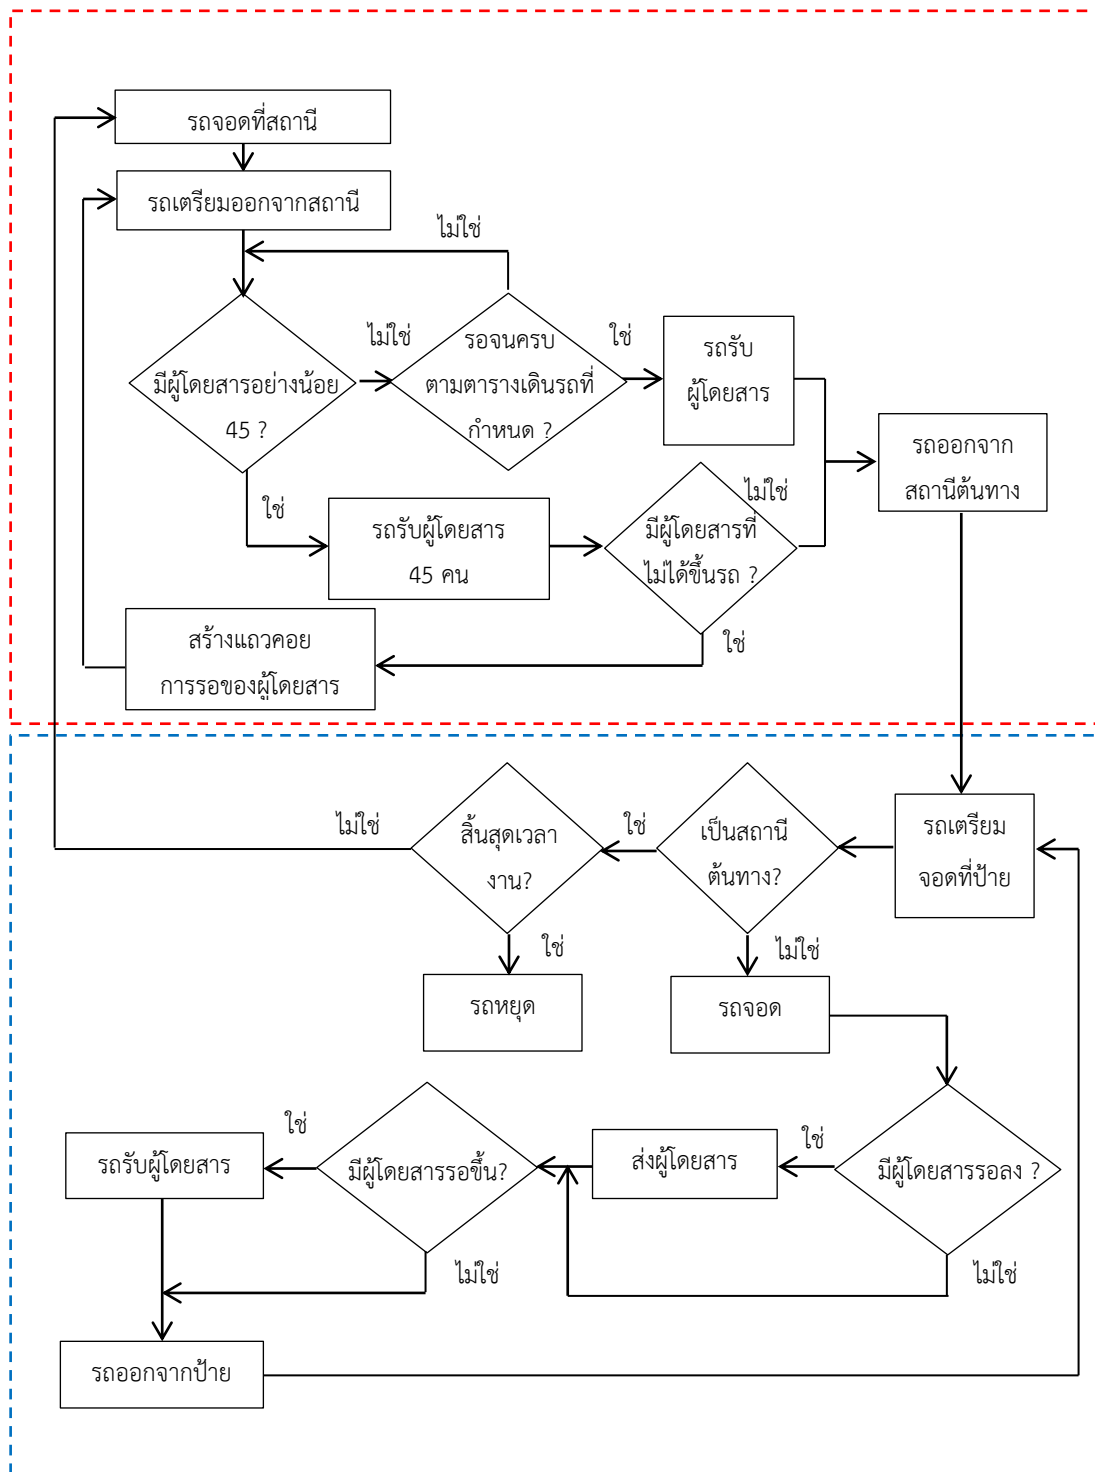 รถจอดที่สถานี
รถเตรียมออกจากสถานี
ไม่ใช่
มีผู้โดยสารอย่างน้อย
45 ?
ไม่ใช่
รอจนครบ
ตามตารางเดินรถที่
กำหนด ?
ใช่
รถรับ
ผู้โดยสาร
รถออกจาก
สถานีต้นทาง
ใช่
รถรับผู้โดยสาร
45 คน
มีผู้โดยสารที่
ไม่ได้ขึ้นรถ ?
ไม่ใช่
ใช่
สร้างแถวคอย
การรอของผู้โดยสาร
รถเตรียม
จอดที่ป้าย
เป็นสถานี
ต้นทาง?
ใช่
สิ้นสุดเวลา
งาน?
ไม่ใช่
ใช่
รถหยุด
ไม่ใช่
รถจอด
มีผู้โดยสารรอลง ?
ใช่
ส่งผู้โดยสาร
ไม่ใช่
มีผู้โดยสารรอขึ้น?
ใช่
รถรับผู้โดยสาร
ไม่ใช่
รถออกจากป้าย